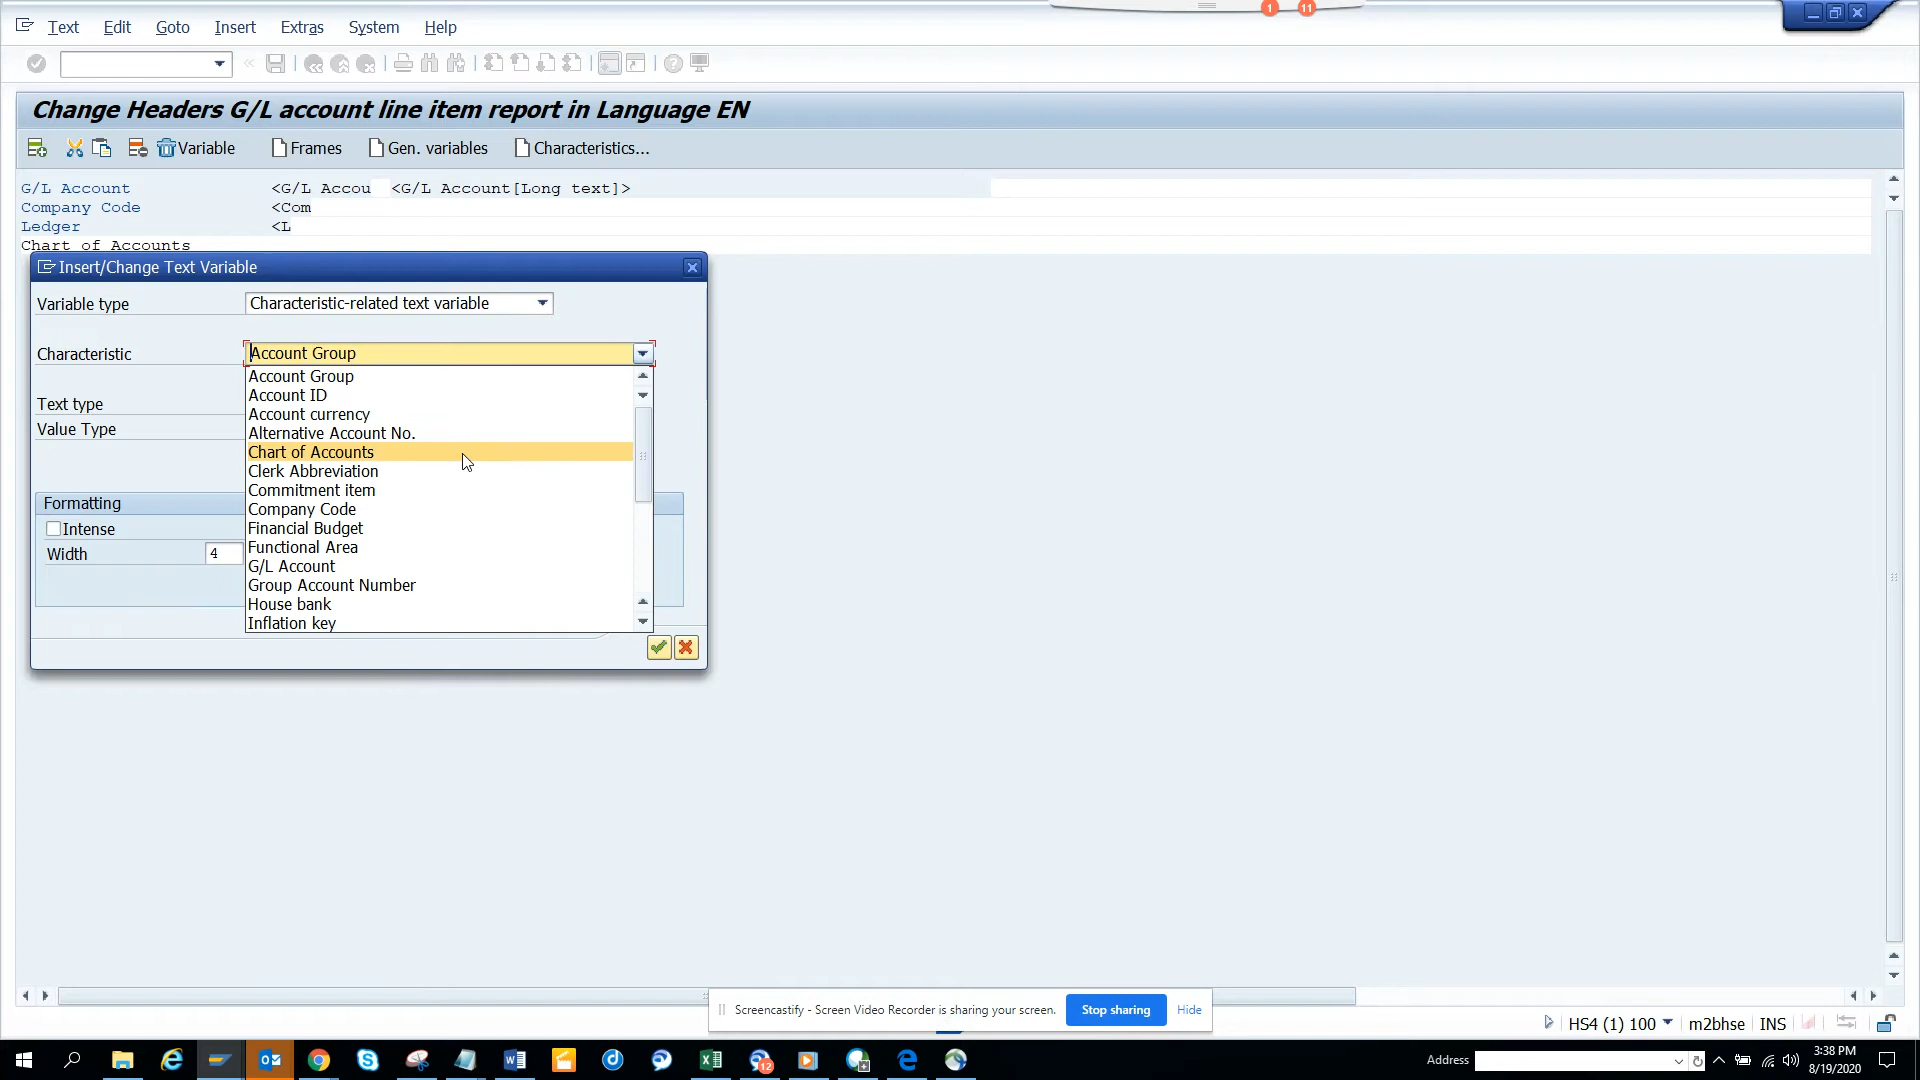 1 11
Text Edit Goto Insert Extras System Help
Change Headers G/L account line item report in Language EN
Variable Frames Gen. variables Characteristics...
G/L Account <G/L Accou <G/L Account[Long text]>
Company Code <Com
Ledger <L
Chart of Accounts
Insert/Change Text Variable
Variable type Characteristic-related text variable
Characteristic Account Group
Account Group
Account ID
Text type
Account currency
Value Type
Alternative Account No.
Chart of Accounts
Clerk Abbreviation
Commitment item
Formatting
Company Code
Intense
Financial Budget
Width 4
Functional Area
G/L Account
Group Account Number
House bank
Inflation key
Screencastify - Screen Video Recorder is sharing your screen. Stop sharing Hide
HS4 (1) 100 m2bhse INS
12
Address
3:38 PM
8/19/2020